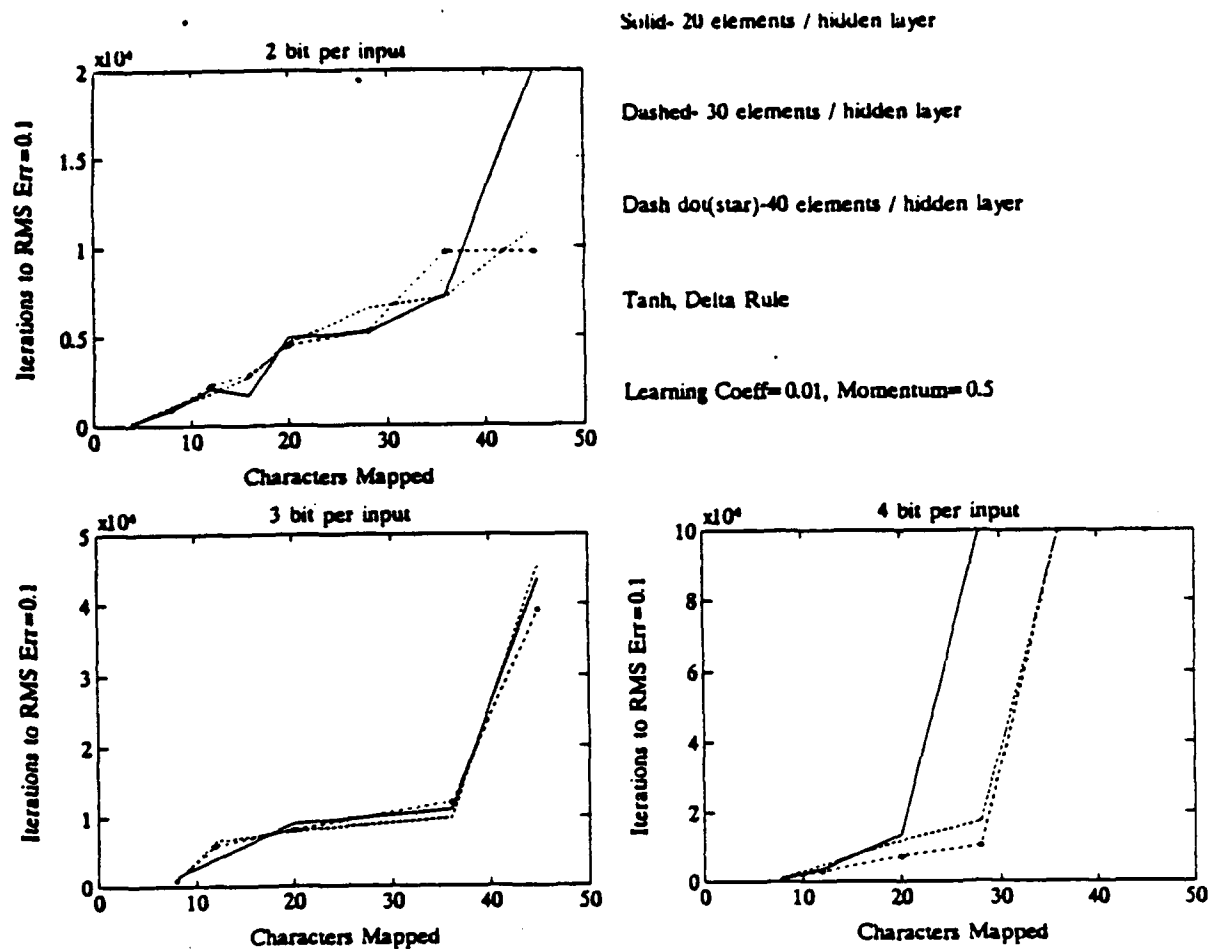 Solid- 20 elements / hidden layer
Dashed- 30 elements / hidden layer
Dash dot(star)-40 elements / hidden layer
Tanh, Delta Rule
Learning Coeff=0.01, Momentum=0.5
x10⁴
2 bit per input
2
1.5
1
0.5
0
0 10 20 30 40 50
Iterations to RMS Err=0.1
Characters Mapped
x10⁴
3 bit per input
5
4
3
2
1
0
0 10 20 30 40 50
Iterations to RMS Err=0.1
Characters Mapped
x10⁴
4 bit per input
10
8
6
4
2
0
0 10 20 30 40 50
Iterations to RMS Err=0.1
Characters Mapped